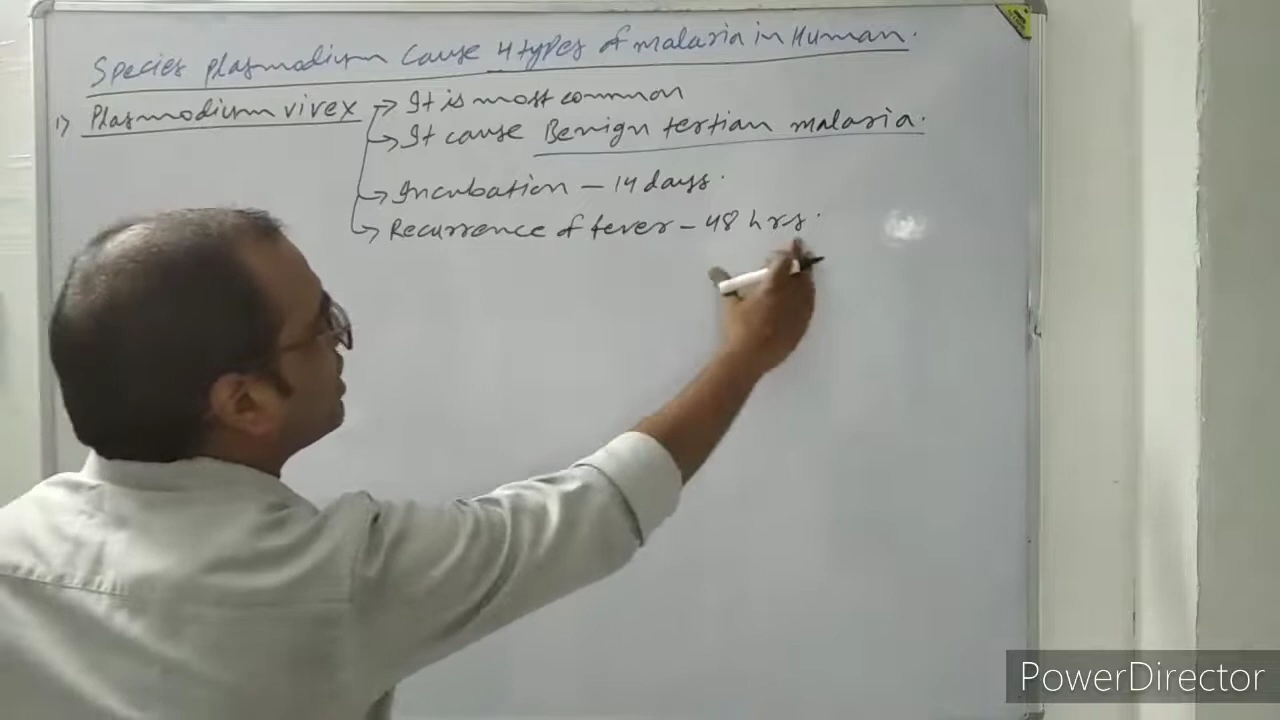 Species plasmodium cause 4 types of malaria in Human.
1) Plasmodium vivex → It is most common
→ It cause Benign tertian malaria.
→ Incubation – 14 days.
→ Recurrence of fever – 48 hrs.
PowerDirector